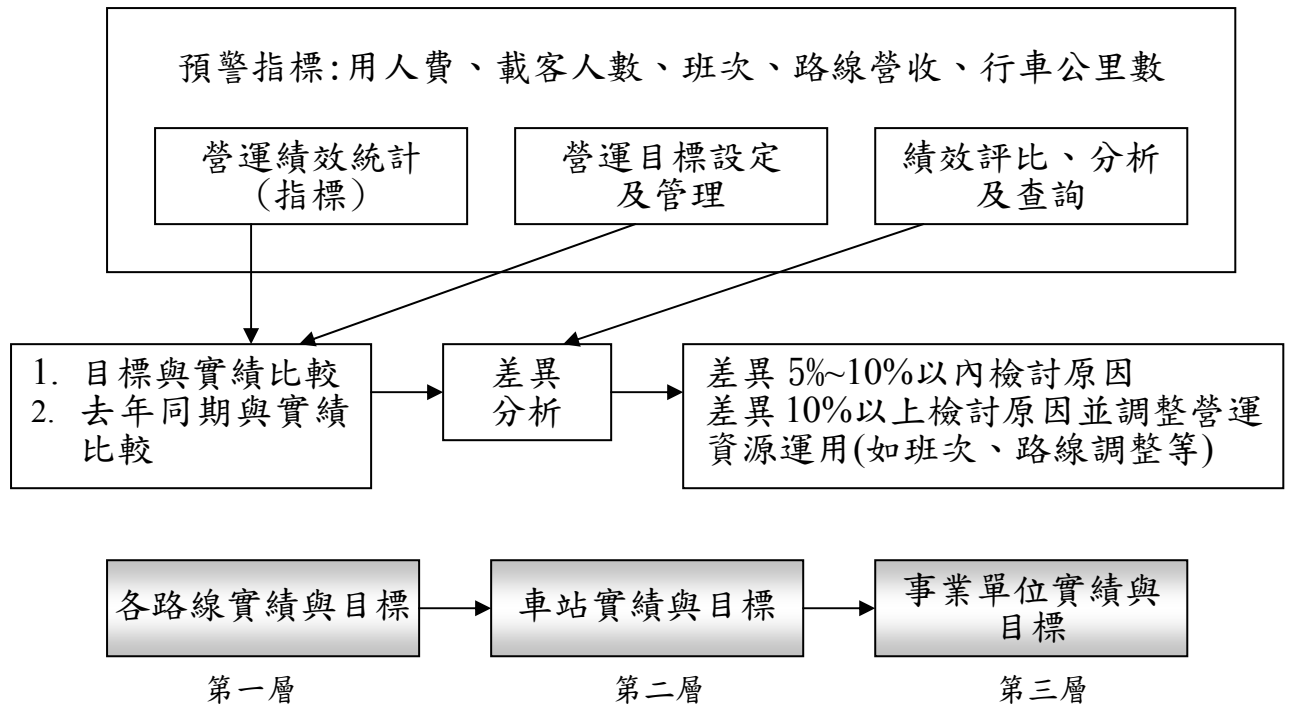 預警指標:用人費、載客人數、班次、路線營收、行車公里數
營運績效統計
(指標)
營運目標設定
及管理
績效評比、分析
及查詢
1. 目標與實績比較
2. 去年同期與實績
比較
差異
分析
差異 5%~10%以內檢討原因
差異 10%以上檢討原因並調整營運
資源運用(如班次、路線調整等)
各路線實績與目標
車站實績與目標
事業單位實績與
目標
第一層
第二層
第三層